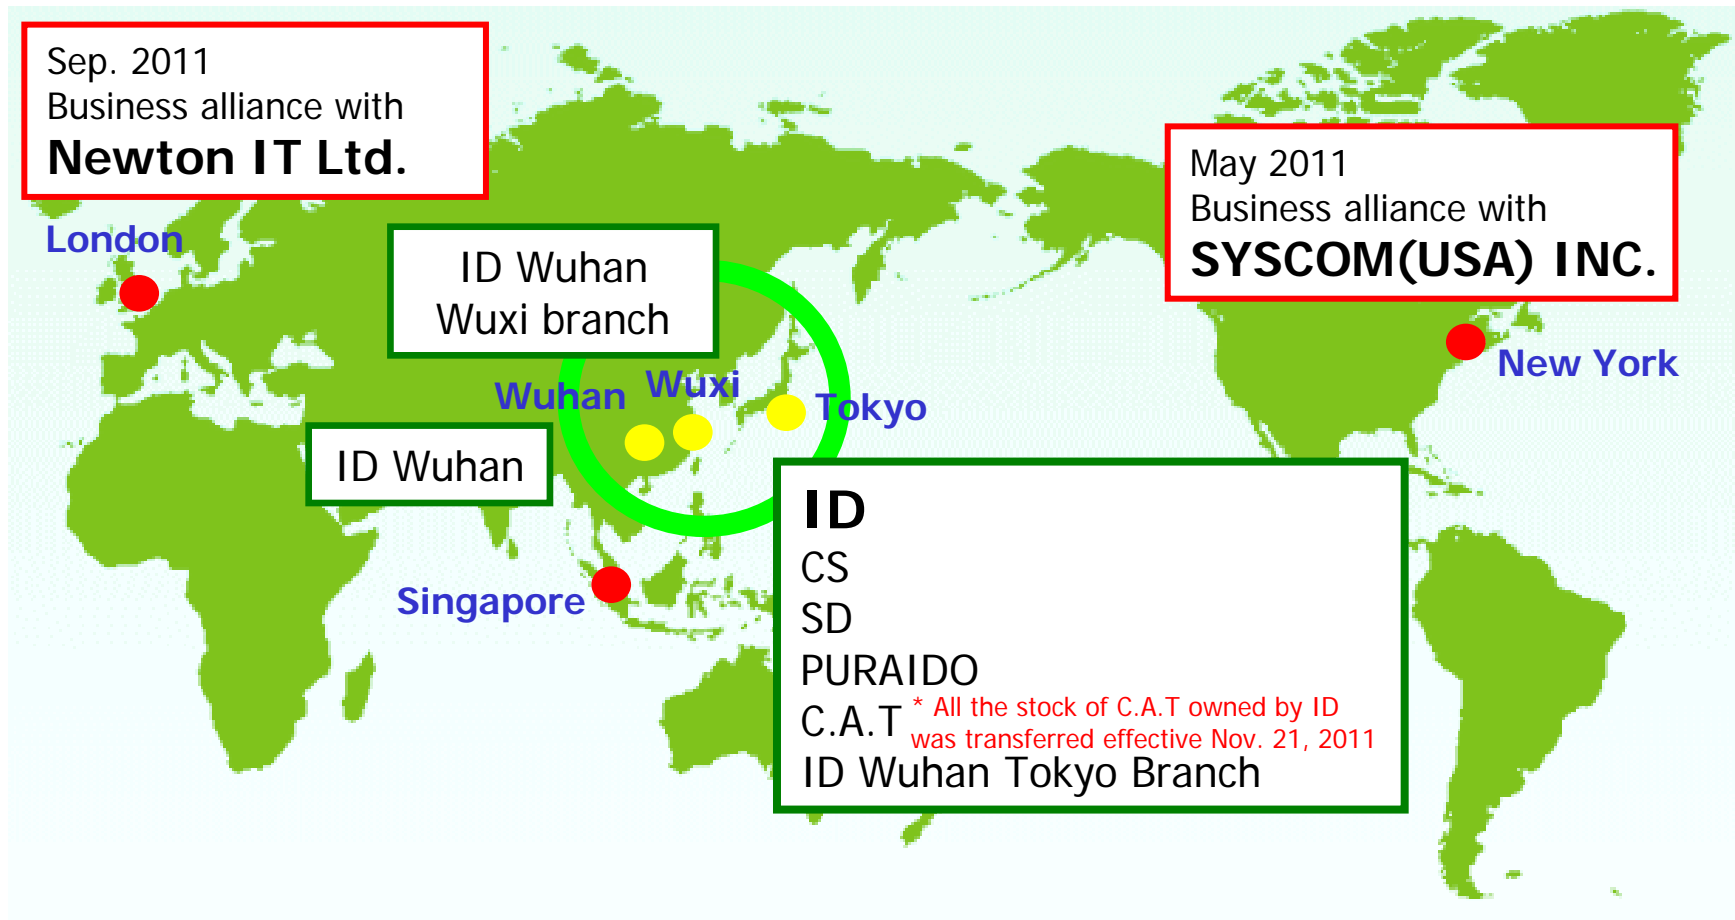 Sep. 2011
Business alliance with
Newton IT Ltd.
May 2011
Business alliance with
SYSCOM(USA) INC.
London
ID Wuhan
Wuxi branch
New York
Wuhan
Wuxi
Tokyo
ID Wuhan
Singapore
ID
CS
SD
PURAIDO
C.A.T
* All the stock of C.A.T owned by ID
was transferred effective Nov. 21, 2011
ID Wuhan Tokyo Branch